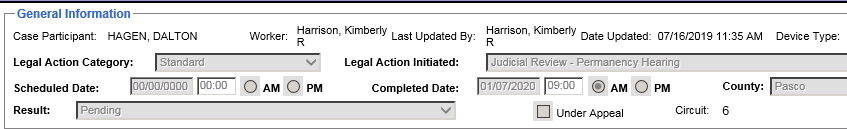 General Information
Case Participant: HAGEN, DALTON Worker: Harrison, Kimberly R Last Updated By: Harrison, Kimberly R Date Updated: 07/16/2019 11:35 AM Device Type:
Legal Action Category: Standard Legal Action Initiated: Judicial Review - Permanency Hearing
Scheduled Date: 00/00/0000 00:00 AM PM Completed Date: 01/07/2020 09:00 AM PM County: Pasco
Result: Pending Under Appeal Circuit: 6